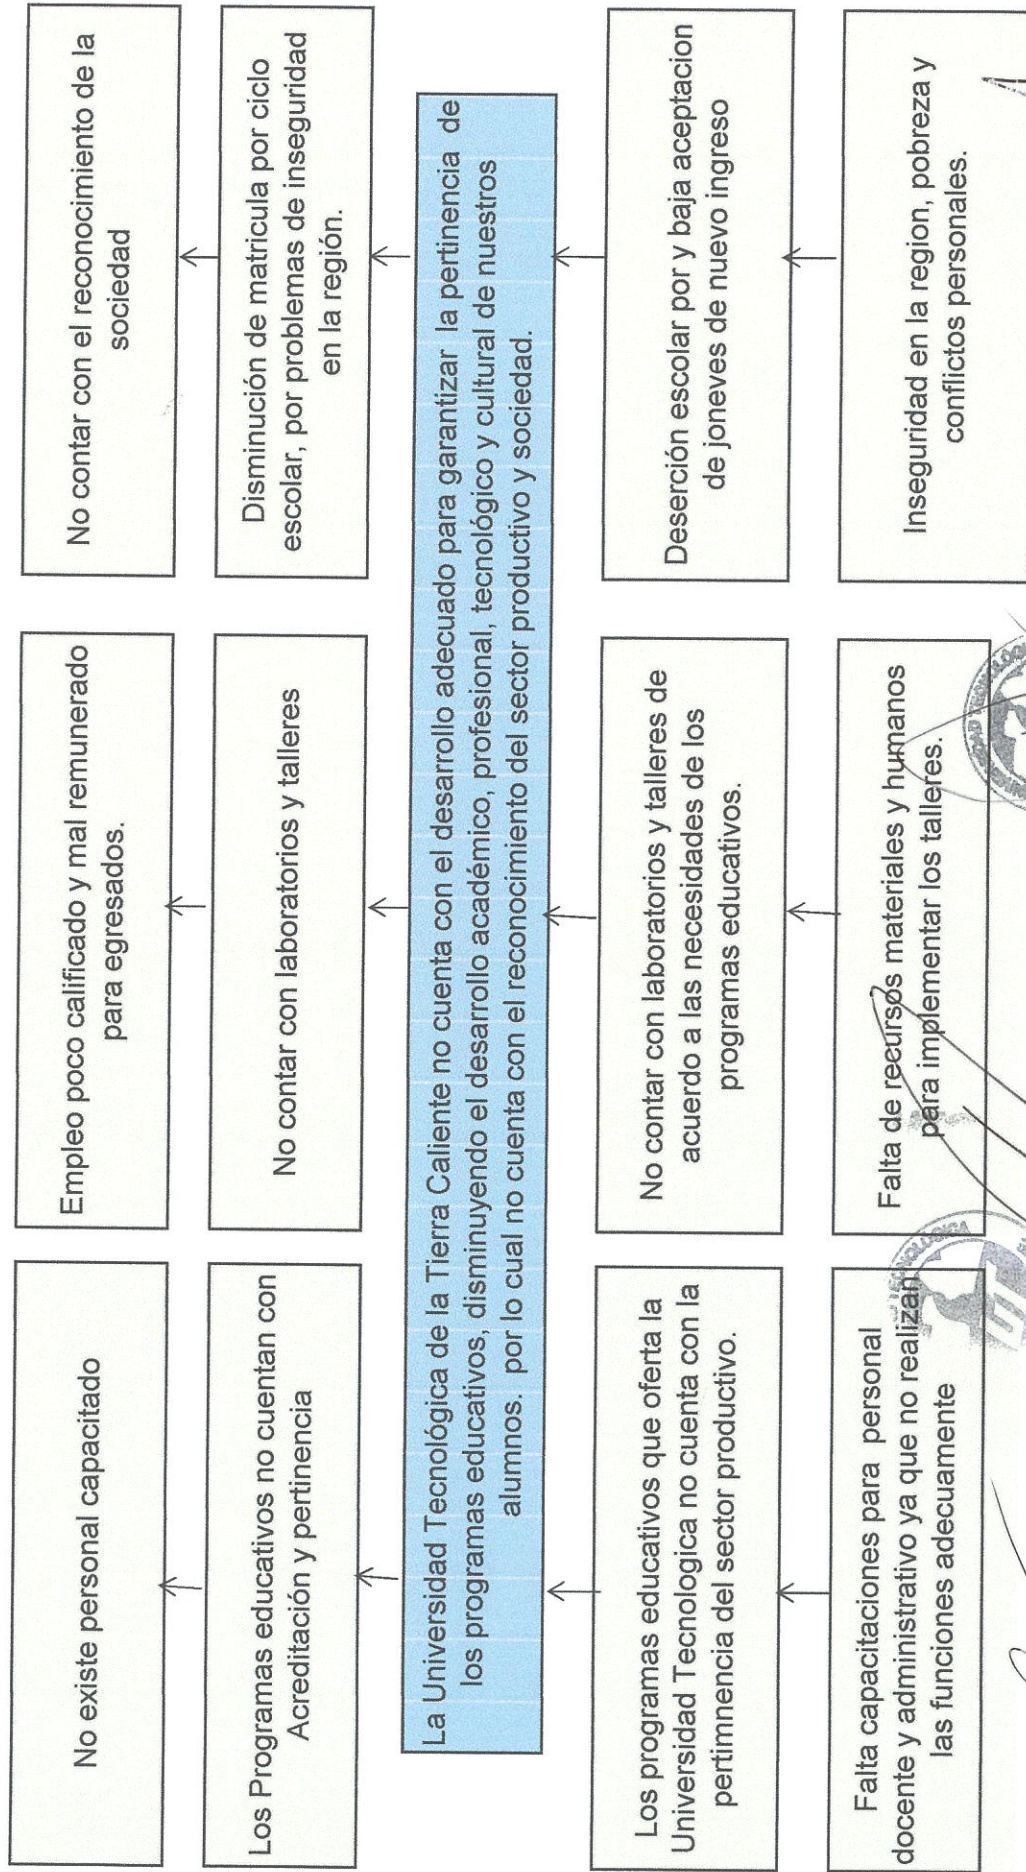 No existe personal capacitado
Empleo poco calificado y mal remunerado
para egresados.
No contar con el reconocimiento de la
sociedad
Los Programas educativos no cuentan con
Acreditación y pertinencia
No contar con laboratorios y talleres
Disminución de matricula por ciclo
escolar, por problemas de inseguridad
en la región.
La Universidad Tecnológica de la Tierra Caliente no cuenta con el desarrollo adecuado para garantizar la pertinencia de
los programas educativos, disminuyendo el desarrollo académico, profesional, tecnológico y cultural de nuestros
alumnos. por lo cual no cuenta con el reconocimiento del sector productivo y sociedad.
Los programas educativos que oferta la
Universidad Tecnologica no cuenta con la
pertimnencia del sector productivo.
No contar con laboratorios y talleres de
acuerdo a las necesidades de los
programas educativos.
Deserción escolar por y baja aceptacion
de joneves de nuevo ingreso
Falta capacitaciones para personal
docente y administrativo ya que no realizan
las funciones adecuamente
Falta de recursos materiales y humanos
para implementar los talleres.
Inseguridad en la region, pobreza y
conflictos personales.